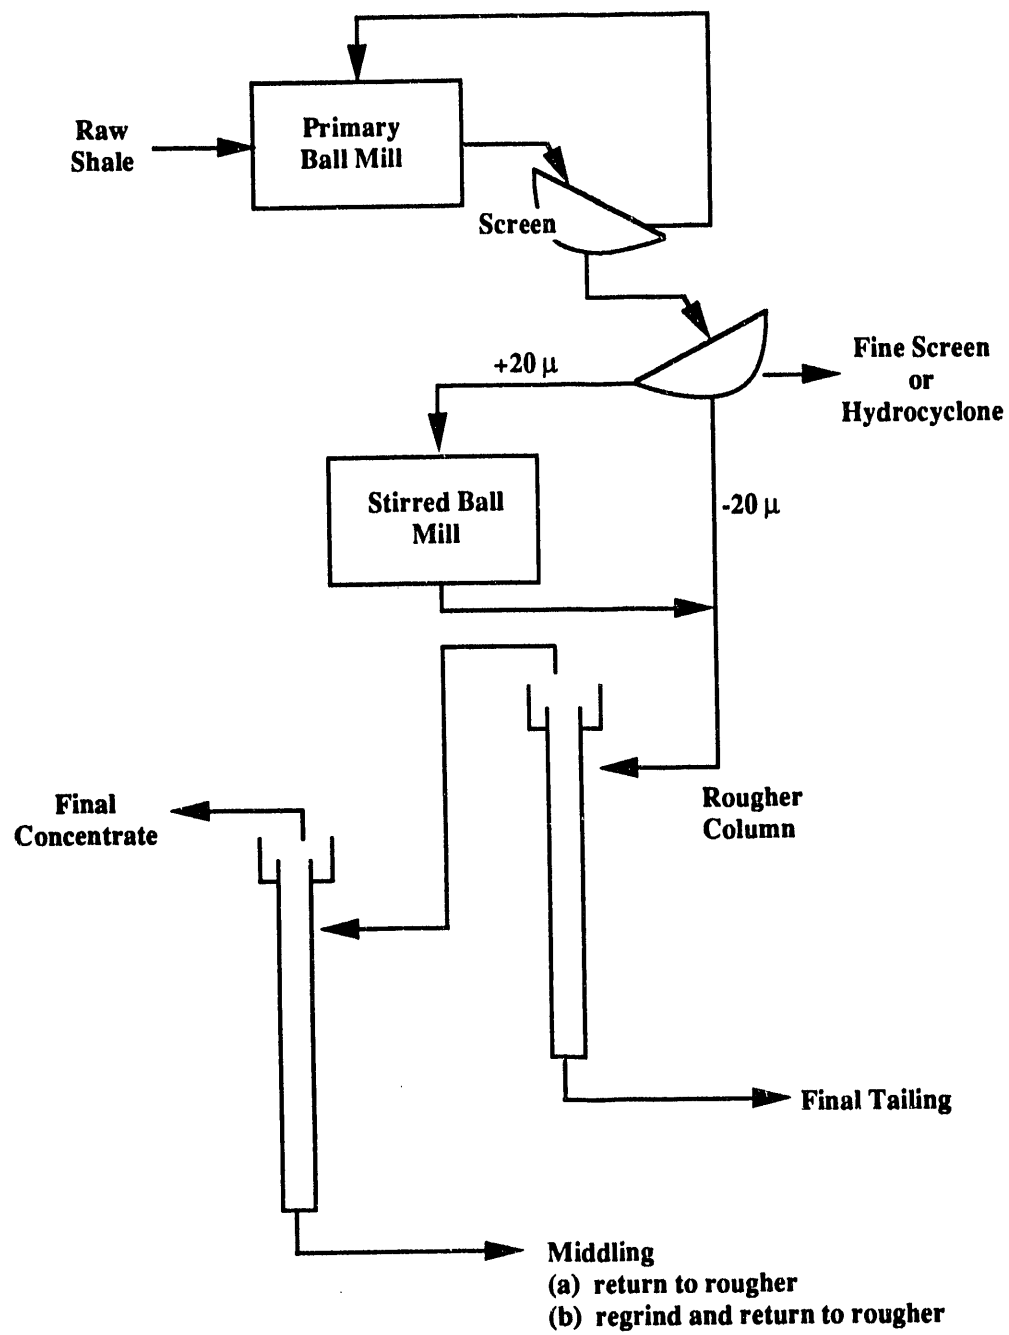 Raw
Shale
Primary
Ball Mill
Screen
+20 µ
Fine Screen
or
Hydrocyclone
Stirred Ball
Mill
-20 µ
Rougher
Column
Final
Concentrate
Final Tailing
Middling
(a) return to rougher
(b) regrind and return to rougher